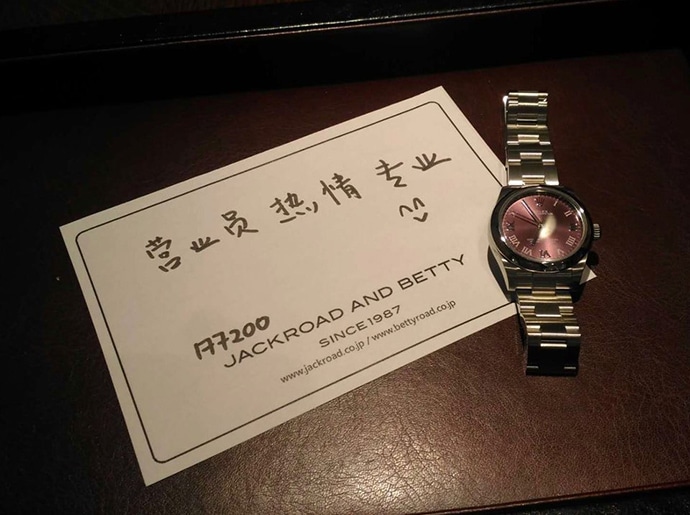 营业员 热情 专业
177200
JACKROAD AND BETTY
SINCE 1987
www.jackroad.co.jp / www.bettyroad.co.jp